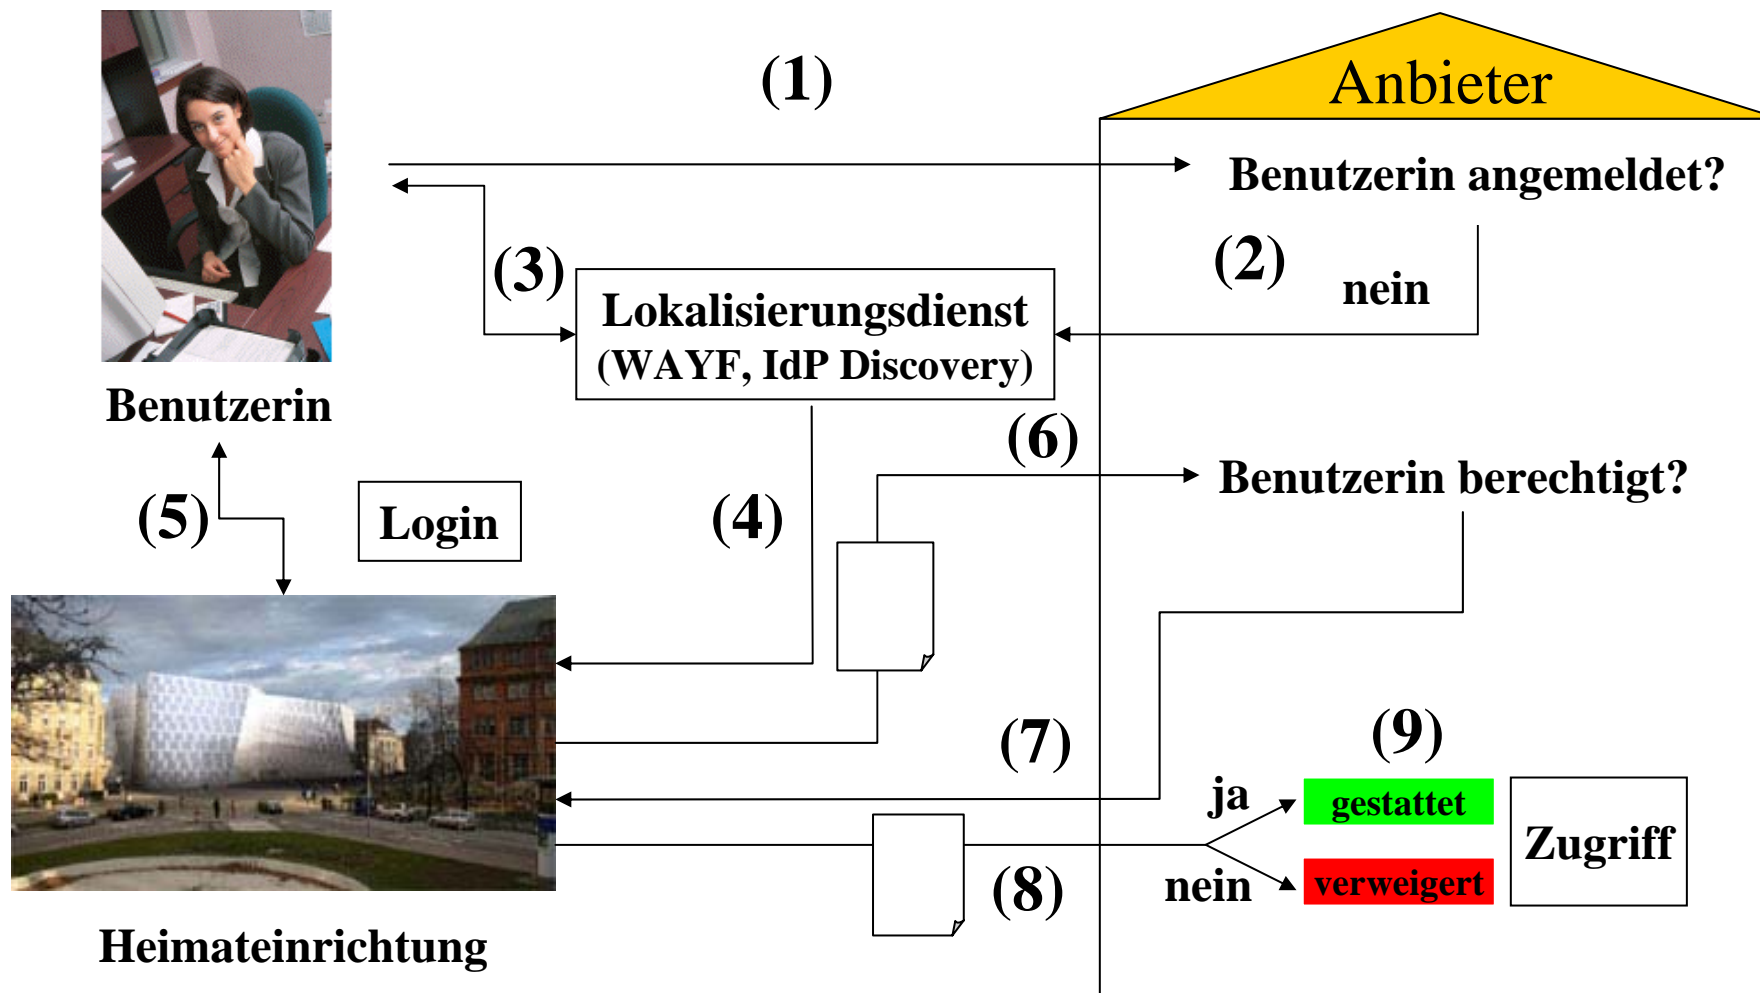 (1)
Anbieter
Benutzerin angemeldet?
(2)
nein
(3)
Lokalisierungsdienst
(WAYF, IdP Discovery)
Benutzerin
(6)
Benutzerin berechtigt?
(5)
Login
(4)
(7)
(9)
ja
gestattet
Zugriff
nein
verweigert
(8)
Heimateinrichtung